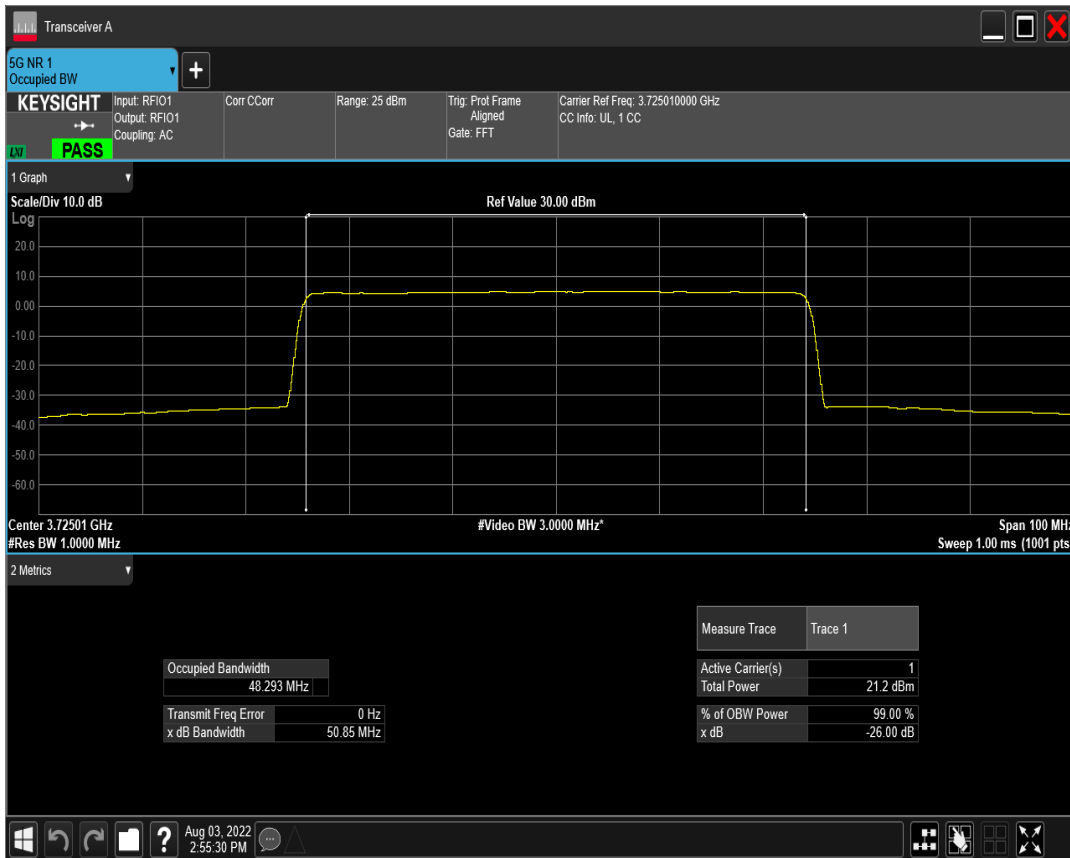 Transceiver A
5G NR 1
Occupied BW
KEYSIGHT
LXI
PASS
Input: RFIO1
Output: RFIO1
Coupling: AC
Corr CCorr
Range: 25 dBm
Trig: Prot Frame
Aligned
Gate: FFT
Carrier Ref Freq: 3.725010000 GHz
CC Info: UL, 1 CC
1 Graph
Scale/Div 10.0 dB
Ref Value 30.00 dBm
Log
20.0
10.0
0.00
-10.0
-20.0
-30.0
-40.0
-50.0
-60.0
Center 3.72501 GHz
#Video BW 3.0000 MHz*
Span 100 MHz
#Res BW 1.0000 MHz
Sweep 1.00 ms (1001 pts
2 Metrics
Measure Trace Trace 1
Occupied Bandwidth
48.293 MHz
Active Carrier(s) 1
Total Power 21.2 dBm
Transmit Freq Error 0 Hz
x dB Bandwidth 50.85 MHz
% of OBW Power 99.00 %
x dB -26.00 dB
?
Aug 03, 2022
2:55:30 PM